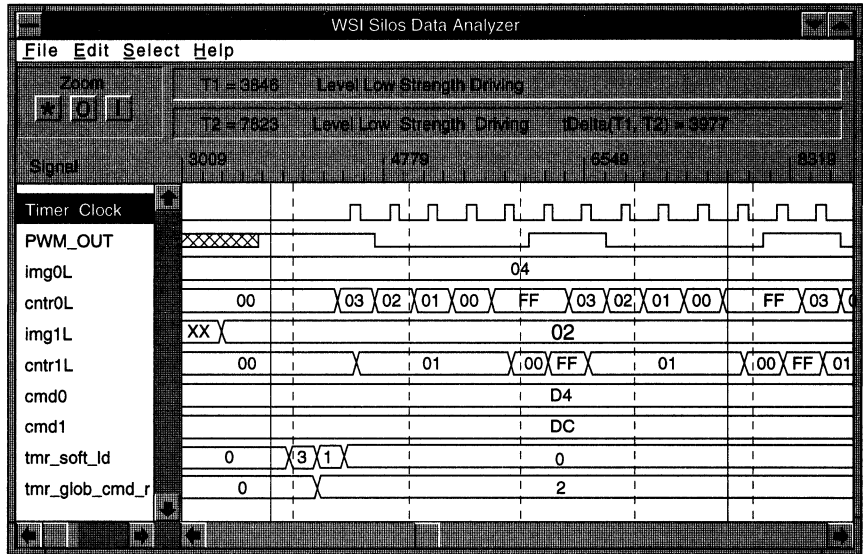 WSI Silos Data Analyzer
File Edit Select Help
Zoom
T1 = 3846 Level Low Strength Driving
* 0 I
T2 = 7823 Level Low Strength Driving tDelta(T1, T2) = 3977
Signal 3009 4779 6549 8319
Timer Clock
PWM_OUT
img0L 04
cntr0L 00 03 02 01 00 FF 03 02 01 00 FF 03
img1L XX 02
cntr1L 00 01 00 FF 01 00 FF 01
cmd0 D4
cmd1 DC
tmr_soft_ld 0 3 1 0
tmr_glob_cmd_r 0 2